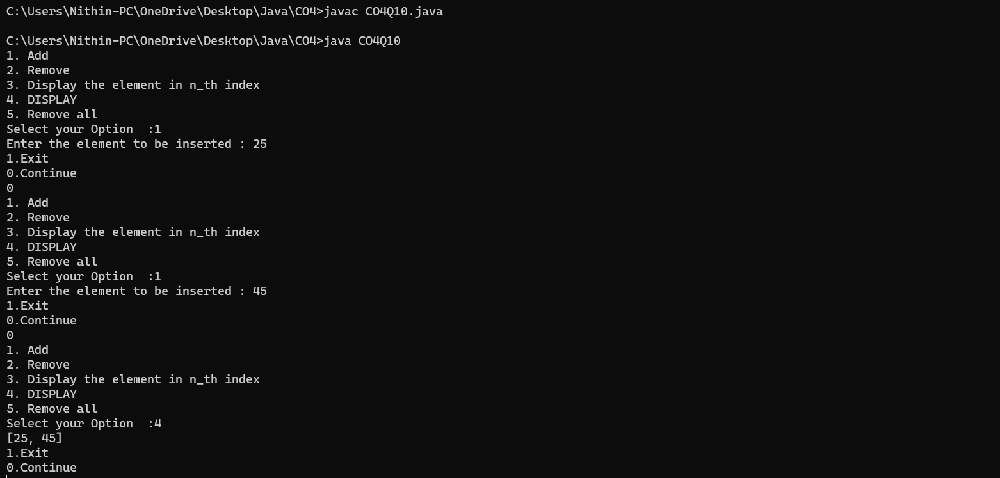 C:\Users\Nithin-PC\OneDrive\Desktop\Java\CO4>javac CO4Q10.java
C:\Users\Nithin-PC\OneDrive\Desktop\Java\CO4>java CO4Q10
1. Add
2. Remove
3. Display the element in n_th index
4. DISPLAY
5. Remove all
Select your Option  :1
Enter the element to be inserted : 25
1.Exit
0.Continue
0
1. Add
2. Remove
3. Display the element in n_th index
4. DISPLAY
5. Remove all
Select your Option  :1
Enter the element to be inserted : 45
1.Exit
0.Continue
0
1. Add
2. Remove
3. Display the element in n_th index
4. DISPLAY
5. Remove all
Select your Option  :4
[25, 45]
1.Exit
0.Continue